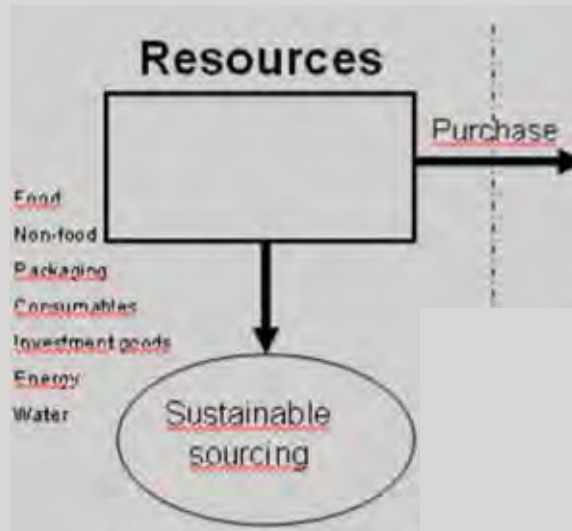 Resources
Purchase
Food
Non-food
Packaging
Consumables
Investment goods
Energy
Water
Sustainable
sourcing